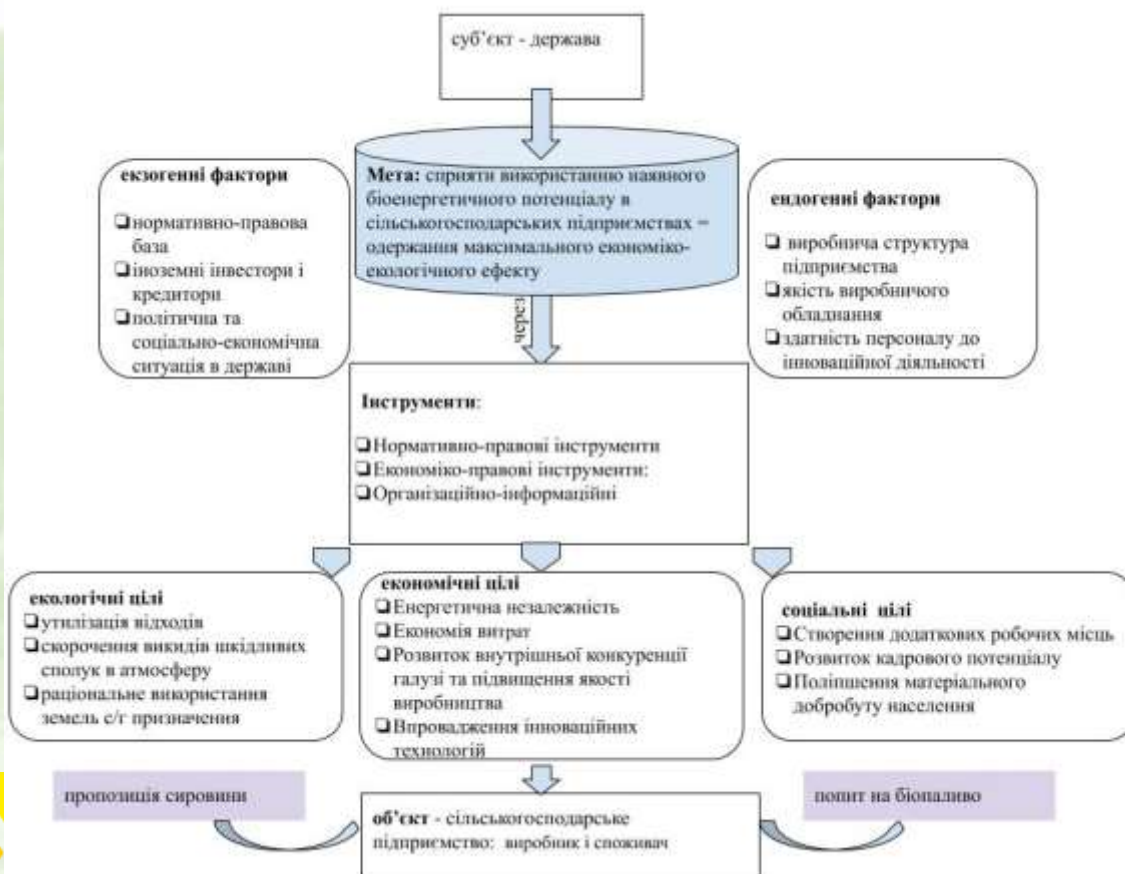 суб’єкт - держава
екзогенні фактори
❑нормативно-правова
база
❑іноземні інвестори і
кредитори
❑політична та
соціально-економічна
ситуація в державі
Мета: сприяти використанню наявного
біоенергетичного потенціалу в
сільськогосподарських підприємствах =
одержання максимального економіко-
екологічного ефекту
ендогенні фактори
❑ виробнича структура
підприємства
❑якість виробничого
обладнання
❑здатність персоналу до
інноваційної діяльності
через
Інструменти:
❑Нормативно-правові інструменти
❑Економіко-правові інструменти:
❑Організаційно-інформаційні
екологічні цілі
❑утилізація відходів
❑скорочення викидів шкідливих
сполук в атмосферу
❑раціональне використання
земель с/г призначення
економічні цілі
❑Енергетична незалежність
❑Економія витрат
❑Розвиток внутрішньої конкуренції
галузі та підвищення якості
виробництва
❑Впровадження інноваційних
технологій
соціальні цілі
❑Створення додаткових робочих місць
❑Розвиток кадрового потенціалу
❑Поліпшення матеріального
добробуту населення
пропозиція сировини
попит на біопаливо
об’єкт - сільськогосподарське
підприємство: виробник і споживач